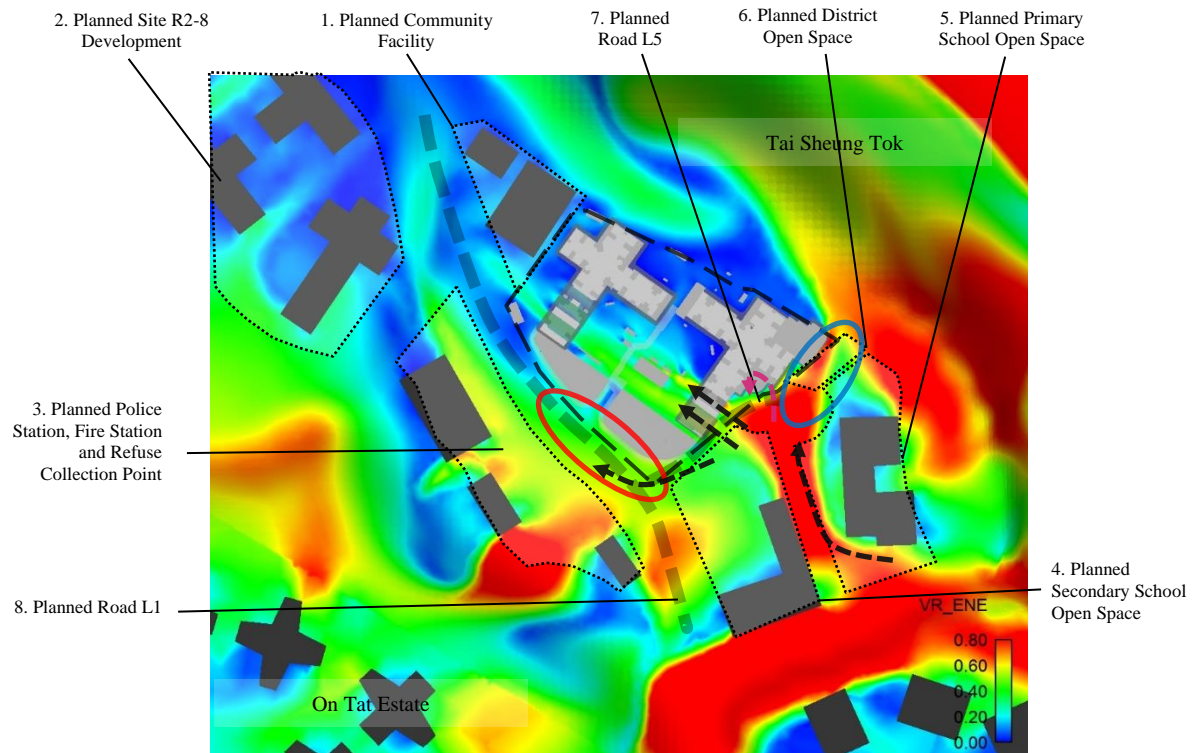 2. Planned Site R2-8
Development
1. Planned Community
Facility
7. Planned
Road L5
6. Planned District
Open Space
5. Planned Primary
School Open Space
Tai Sheung Tok
3. Planned Police
Station, Fire Station
and Refuse
Collection Point
8. Planned Road L1
4. Planned
Secondary School
Open Space
On Tat Estate
VR_ENE
0.80
0.60
0.40
0.20
0.00